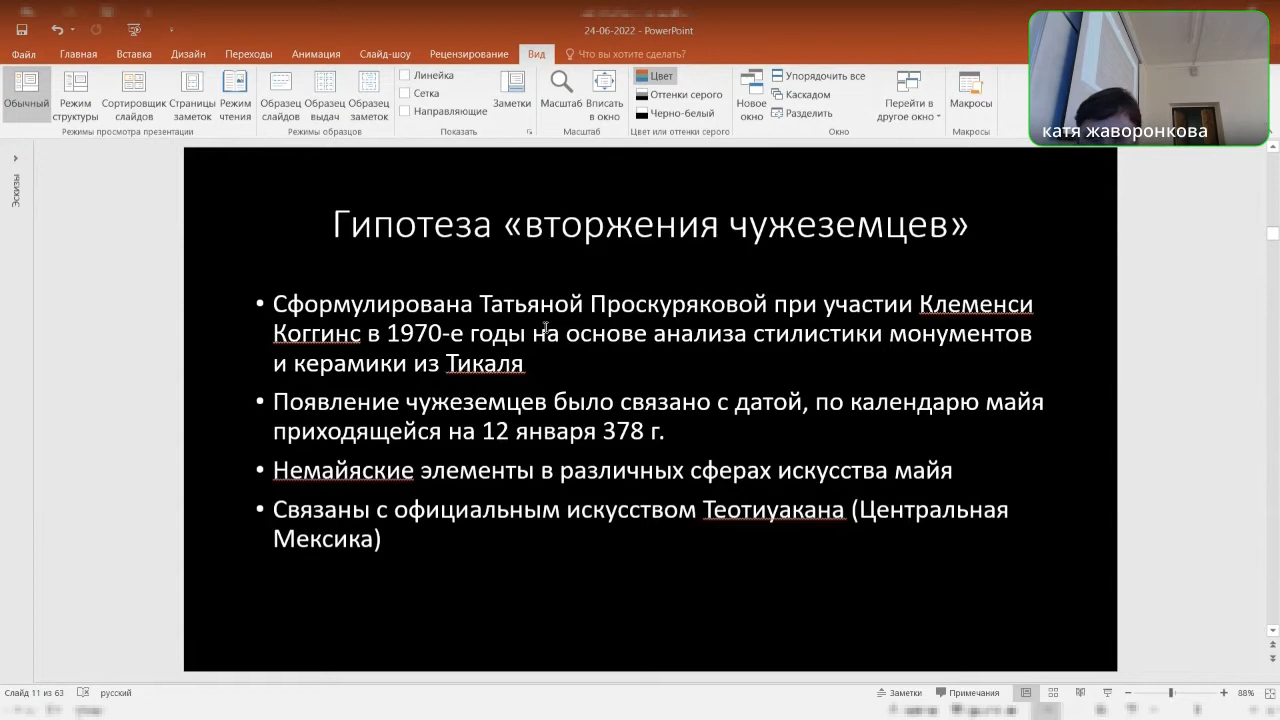 24-06-2022 - PowerPoint
Файл Главная Вставка Дизайн Переходы Анимация Слайд-шоу Рецензирование Вид Что вы хотите сделать?
Обычный
Режим структуры
Сортировщик слайдов
Страницы заметок
Режим чтения
Режимы просмотра презентации
Образец слайдов
Образец выдач
Образец заметок
Режимы образцов
Линейка
Сетка
Направляющие
Показать
Заметки
Масштаб
Вписать в окно
Масштаб
Цвет
Оттенки серого
Черно-белый
Цвет или оттенки серого
Новое окно
Упорядочить все
Каскадом
Разделить
Перейти в другое окно
Окно
Макросы
Макросы
катя жаворонкова
Эскизы
Гипотеза «вторжения чужеземцев»
• Сформулирована Татьяной Проскуряковой при участии Клеменси
Коггинс в 1970-е годы на основе анализа стилистики монументов
и керамики из Тикаля
• Появление чужеземцев было связано с датой, по календарю майя
приходящейся на 12 января 378 г.
• Немайяские элементы в различных сферах искусства майя
• Связаны с официальным искусством Теотиуакана (Центральная
Мексика)
Слайд 11 из 63 русский Заметки Примечания 88%